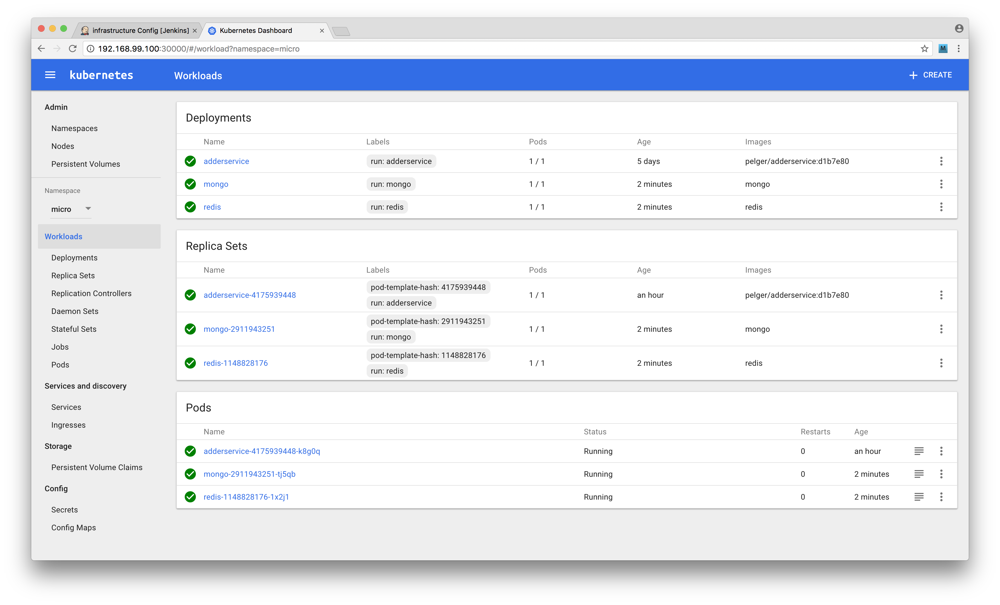 infrastructure Config [Jenkins]
Kubernetes Dashboard
192.168.99.100:30000/#/workload?namespace=micro
M
kubernetes
Workloads
CREATE
Admin
Namespaces
Nodes
Persistent Volumes
Namespace
micro
Workloads
Deployments
Replica Sets
Replication Controllers
Daemon Sets
Stateful Sets
Jobs
Pods
Services and discovery
Services
Ingresses
Storage
Persistent Volume Claims
Config
Secrets
Config Maps
Deployments
Name Labels Pods Age Images
adderservice run: adderservice 1 / 1 5 days pelger/adderservice:d1b7e80
mongo run: mongo 1 / 1 2 minutes mongo
redis run: redis 1 / 1 2 minutes redis
Replica Sets
Name Labels Pods Age Images
pod-template-hash: 4175939448
adderservice-4175939448 1 / 1 an hour pelger/adderservice:d1b7e80
run: adderservice
pod-template-hash: 2911943251
mongo-2911943251 1 / 1 2 minutes mongo
run: mongo
pod-template-hash: 1148828176
redis-1148828176 1 / 1 2 minutes redis
run: redis
Pods
Name Status Restarts Age
adderservice-4175939448-k8g0q Running 0 an hour
mongo-2911943251-tj5qb Running 0 2 minutes
redis-1148828176-1x2j1 Running 0 2 minutes